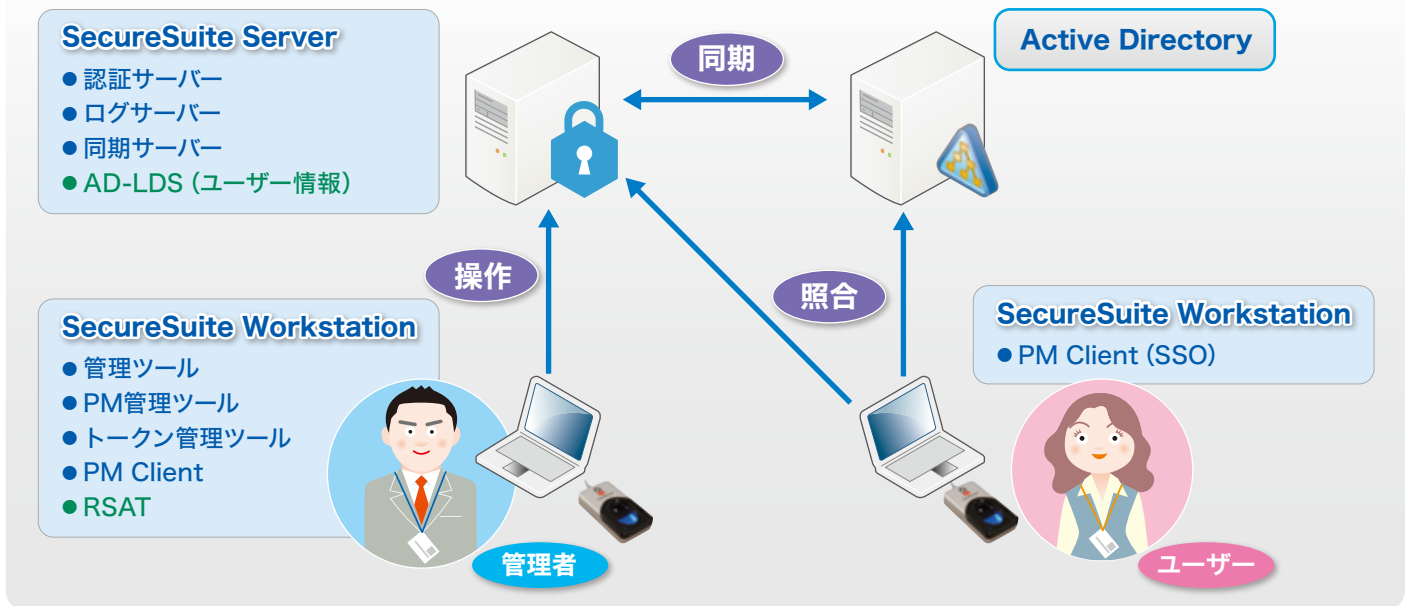 SecureSuite Server
● 認証サーバー
● ログサーバー
● 同期サーバー
● AD-LDS（ユーザー情報）
同期
Active Directory
操作
照合
SecureSuite Workstation
● 管理ツール
● PM管理ツール
● トークン管理ツール
● PM Client
● RSAT
管理者
SecureSuite Workstation
● PM Client（SSO）
ユーザー